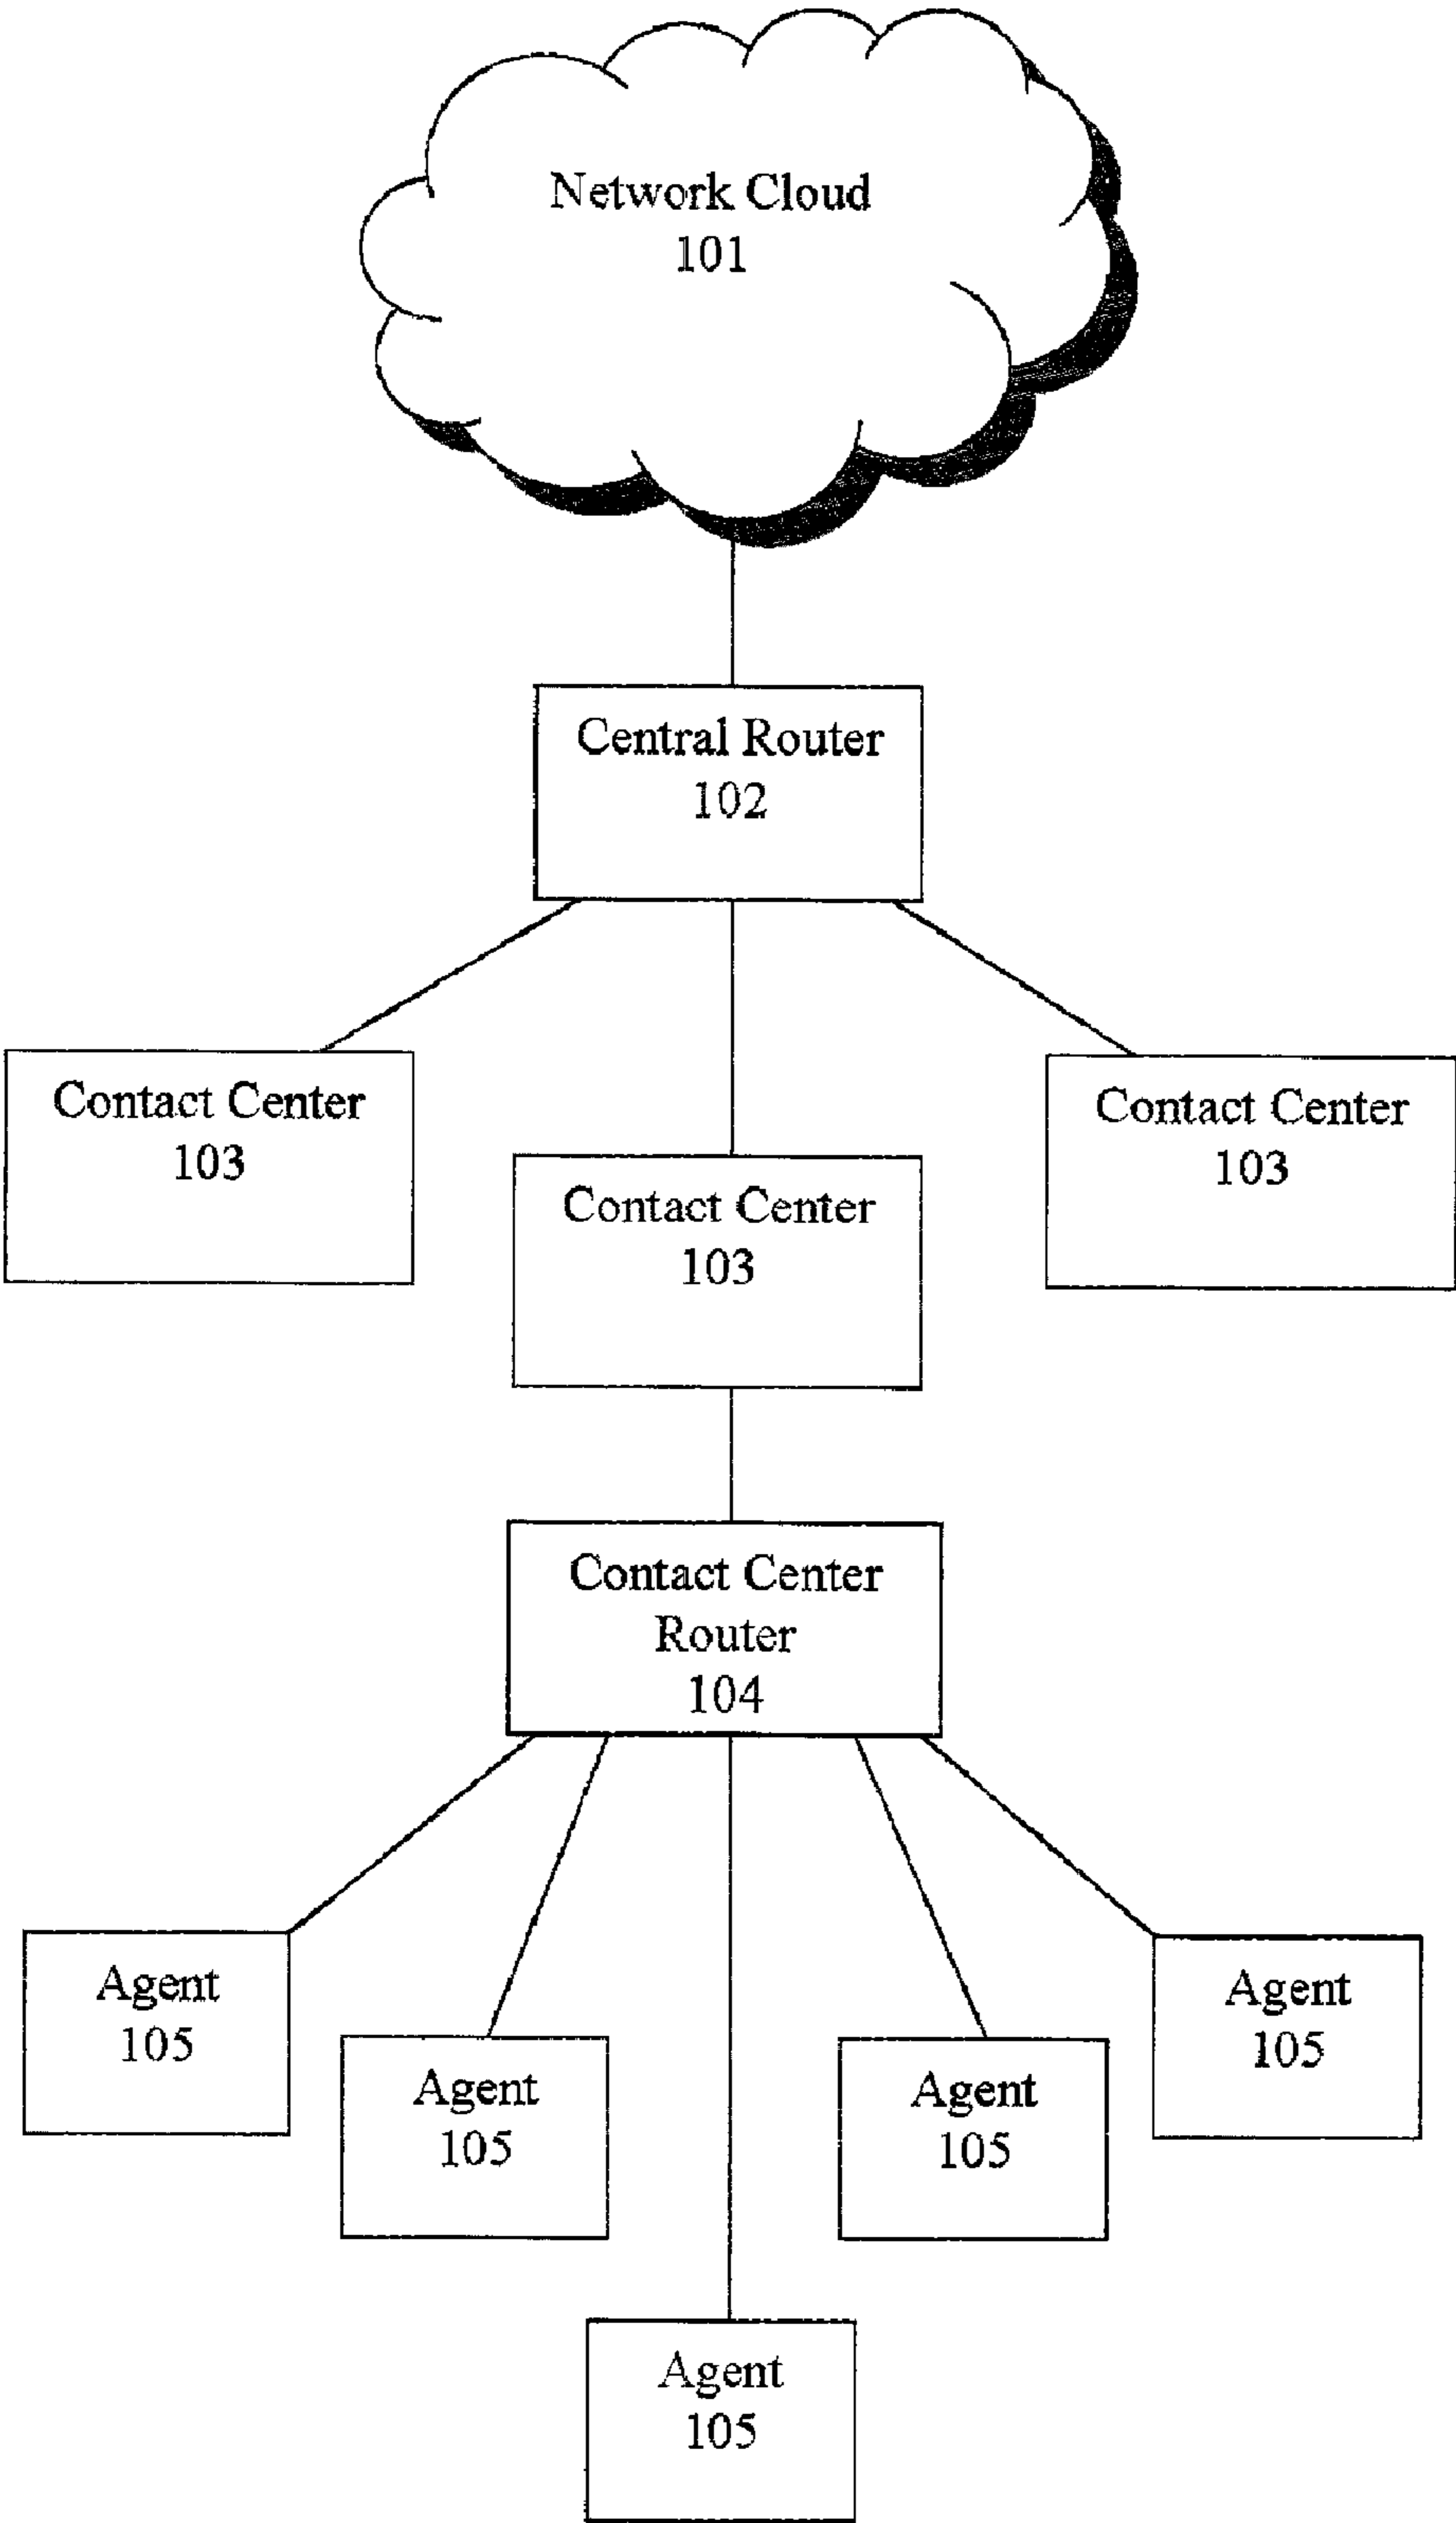 Network Cloud
101
Central Router
102
Contact Center
103
Contact Center
103
Contact Center
103
Contact Center
Router
104
Agent
105
Agent
105
Agent
105
Agent
105
Agent
105